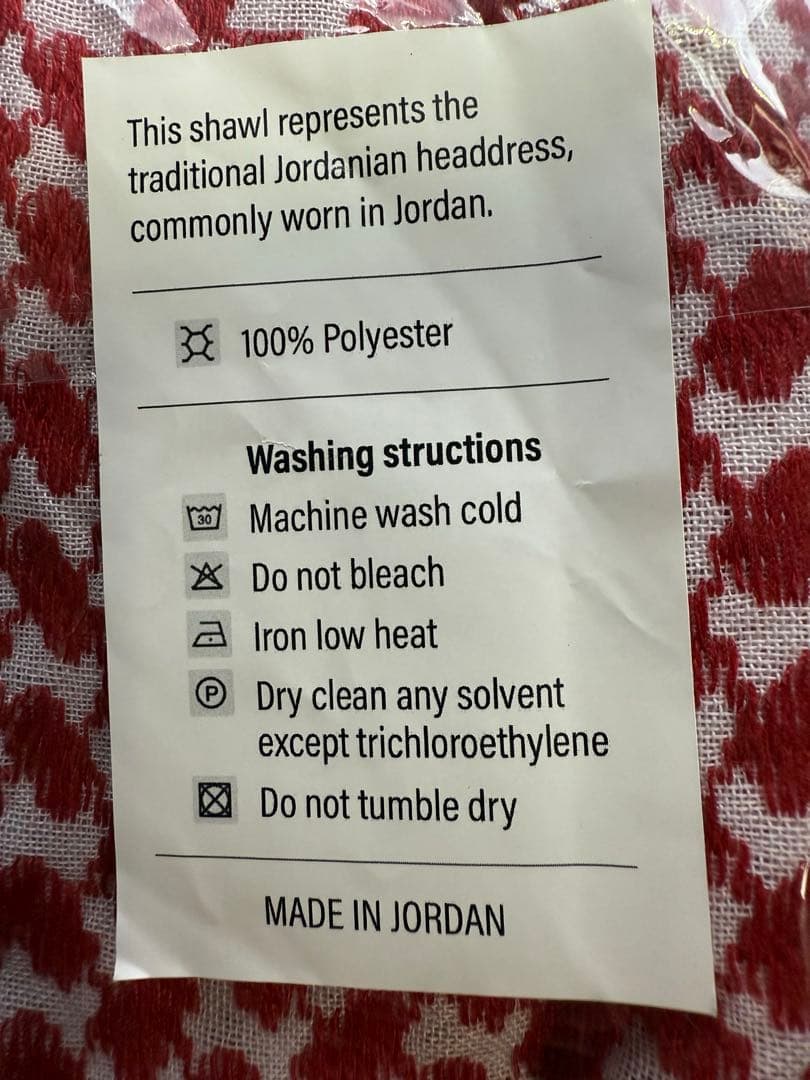 This shawl represents the
traditional Jordanian headdress,
commonly worn in Jordan.
100% Polyester
Washing structions
30 Machine wash cold
Do not bleach
Iron low heat
P Dry clean any solvent
except trichloroethylene
Do not tumble dry
MADE IN JORDAN